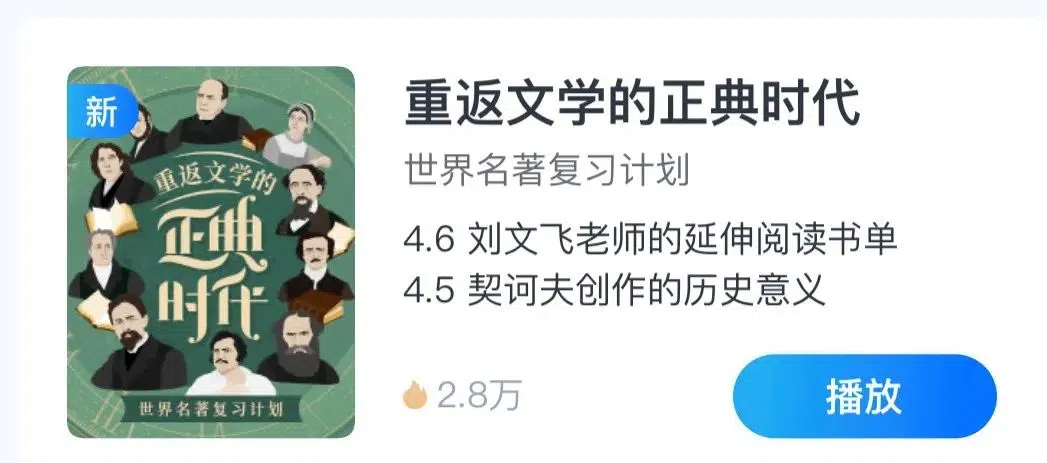 新
重返文学的
正典
时代
世界名著复习计划
重返文学的正典时代
世界名著复习计划
4.6 刘文飞老师的延伸阅读书单
4.5 契诃夫创作的历史意义
2.8万
播放